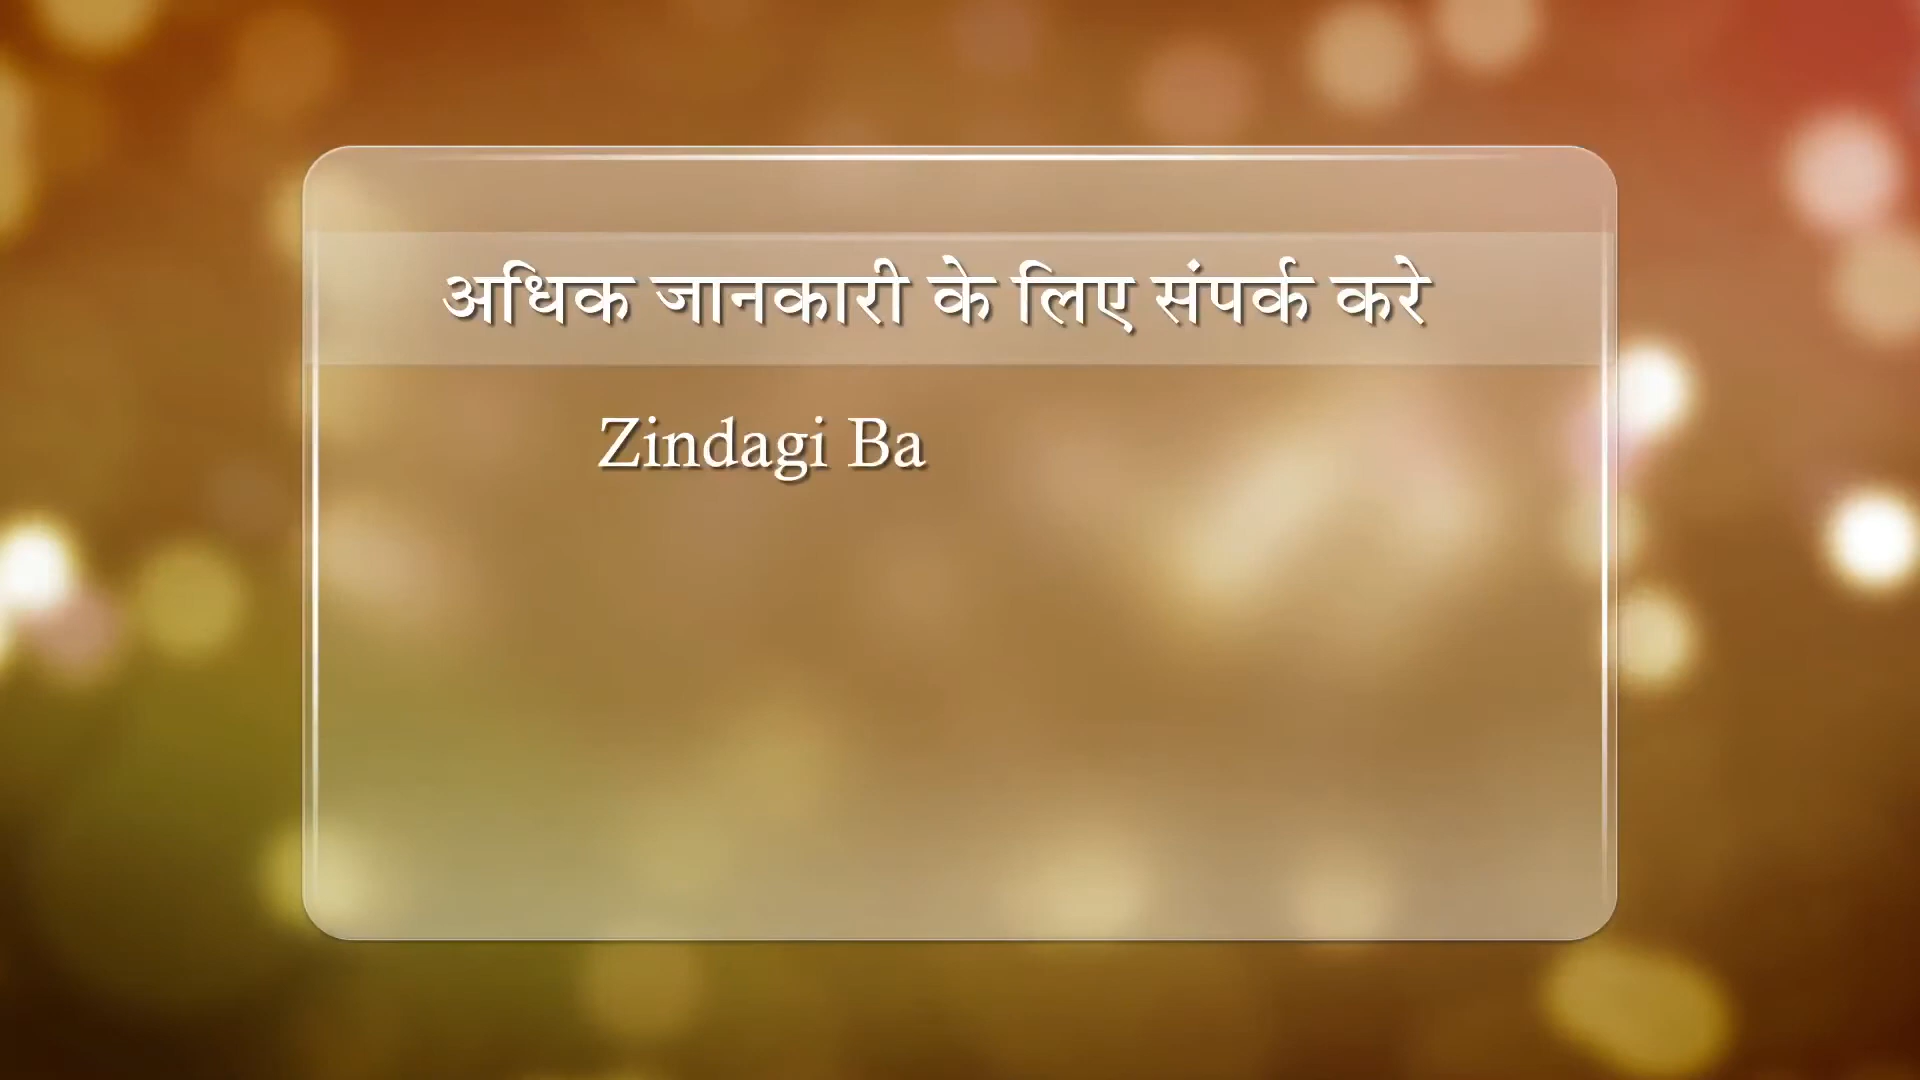 अधिक जानकारी के लिए संपर्क करे
Zindagi Ba